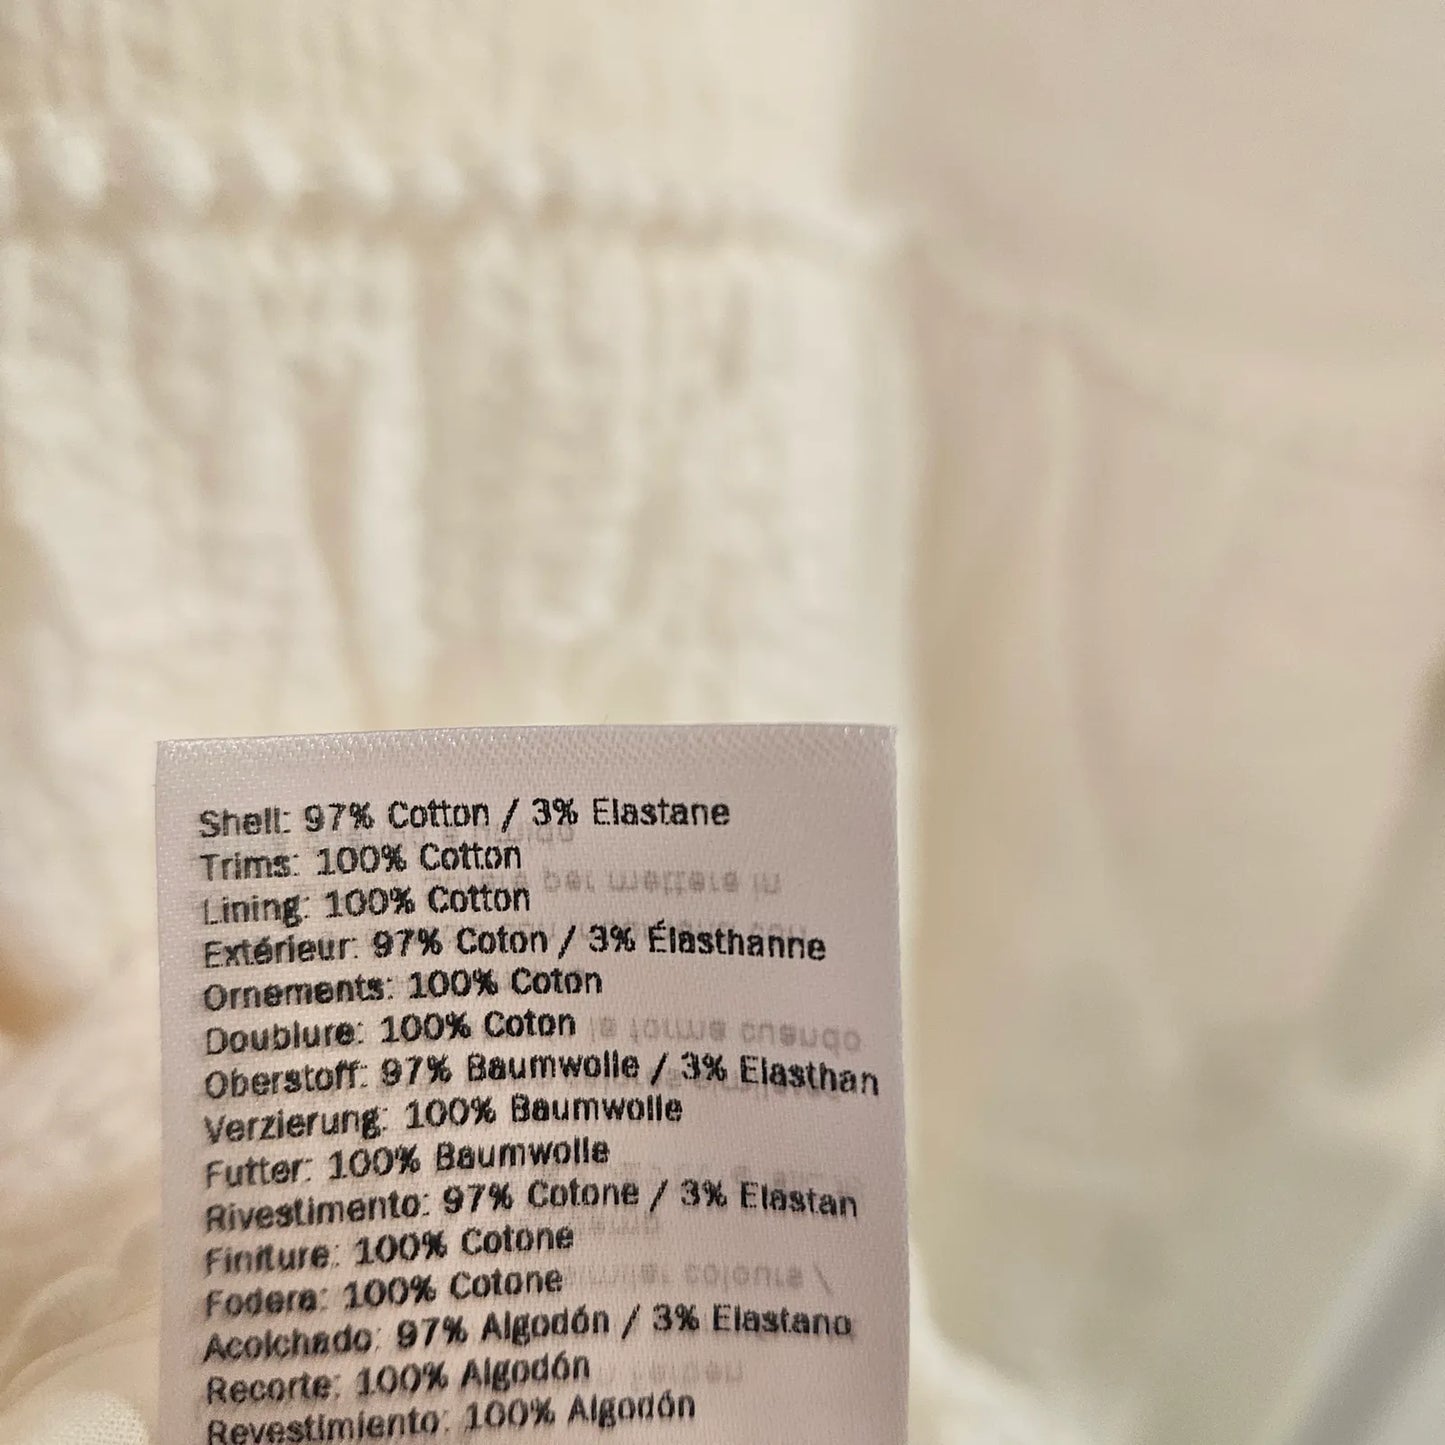 Shell: 97% Cotton / 3% Elastane
Trims: 100% Cotton
Lining: 100% Cotton
Extérieur: 97% Coton / 3% Élasthanne
Ornements: 100% Coton
Doublure: 100% Coton
Oberstoff: 97% Baumwolle / 3% Elasthan
Verzierung: 100% Baumwolle
Futter: 100% Baumwolle
Rivestimento: 97% Cotone / 3% Elastan
Finiture: 100% Cotone
Fodera: 100% Cotone
Acolchado: 97% Algodón / 3% Elastano
Recorte: 100% Algodón
Revestimiento: 100% Algodón